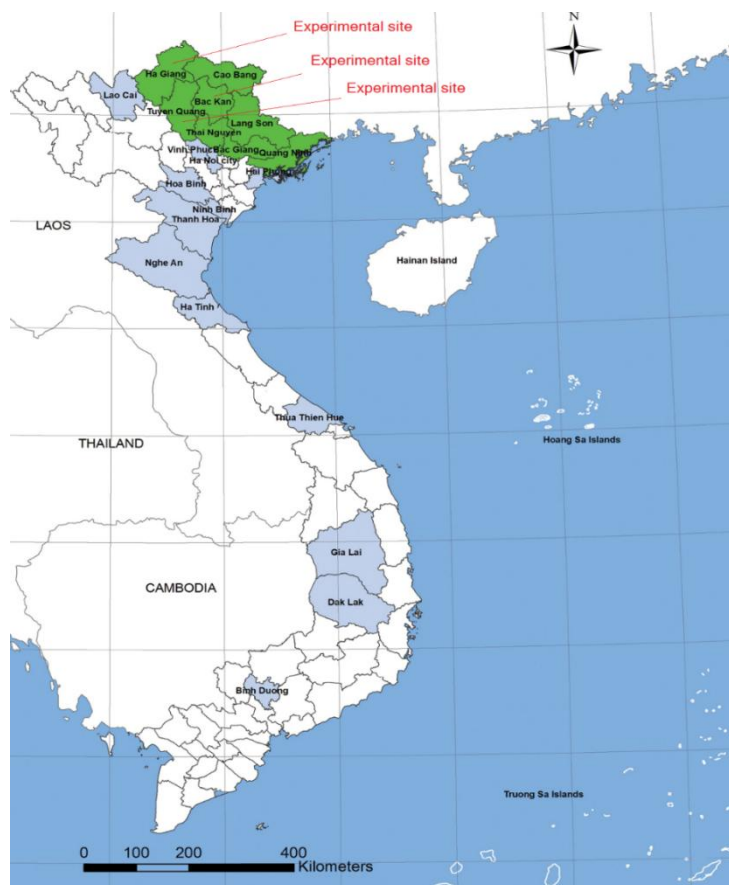 N
Experimental site
Experimental site
Ha Giang
Cao Bang
Experimental site
Lao Cai
Bac Kan
Tuyen Quang
Lang Son
Thai Nguyen
Vinh Phuc
Bac Giang
Quang Ninh
Ha Noi city
Hai Phong
Hoa Binh
Ninh Binh
Thanh Hoa
LAOS
Hainan Island
Nghe An
Ha Tinh
Thua Thien Hue
THAILAND
Hoang Sa Islands
Gia Lai
CAMBODIA
Dak Lak
Binh Duong
Truong Sa Islands
0 100 200 400
Kilometers